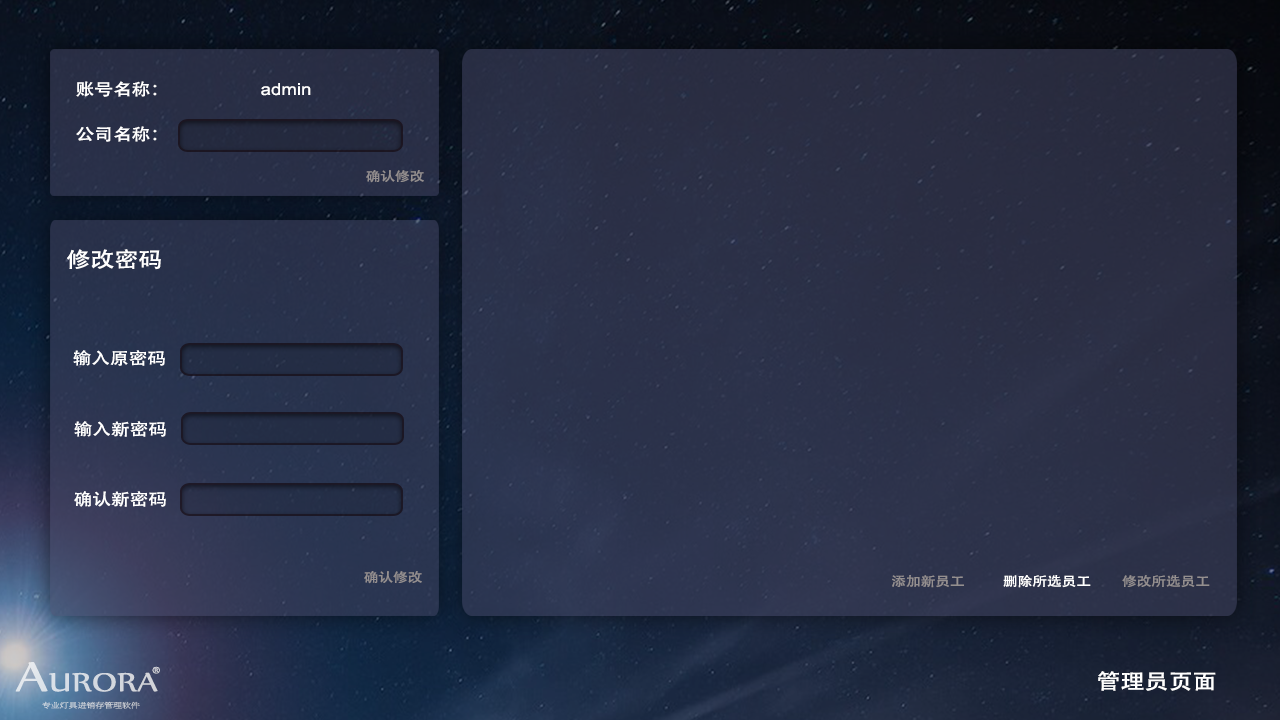 账号名称： admin
公司名称：
确认修改
修改密码
输入原密码
输入新密码
确认新密码
确认修改
添加新员工 删除所选员工 修改所选员工
AURORA®
专业灯具进销存管理软件
管理员页面